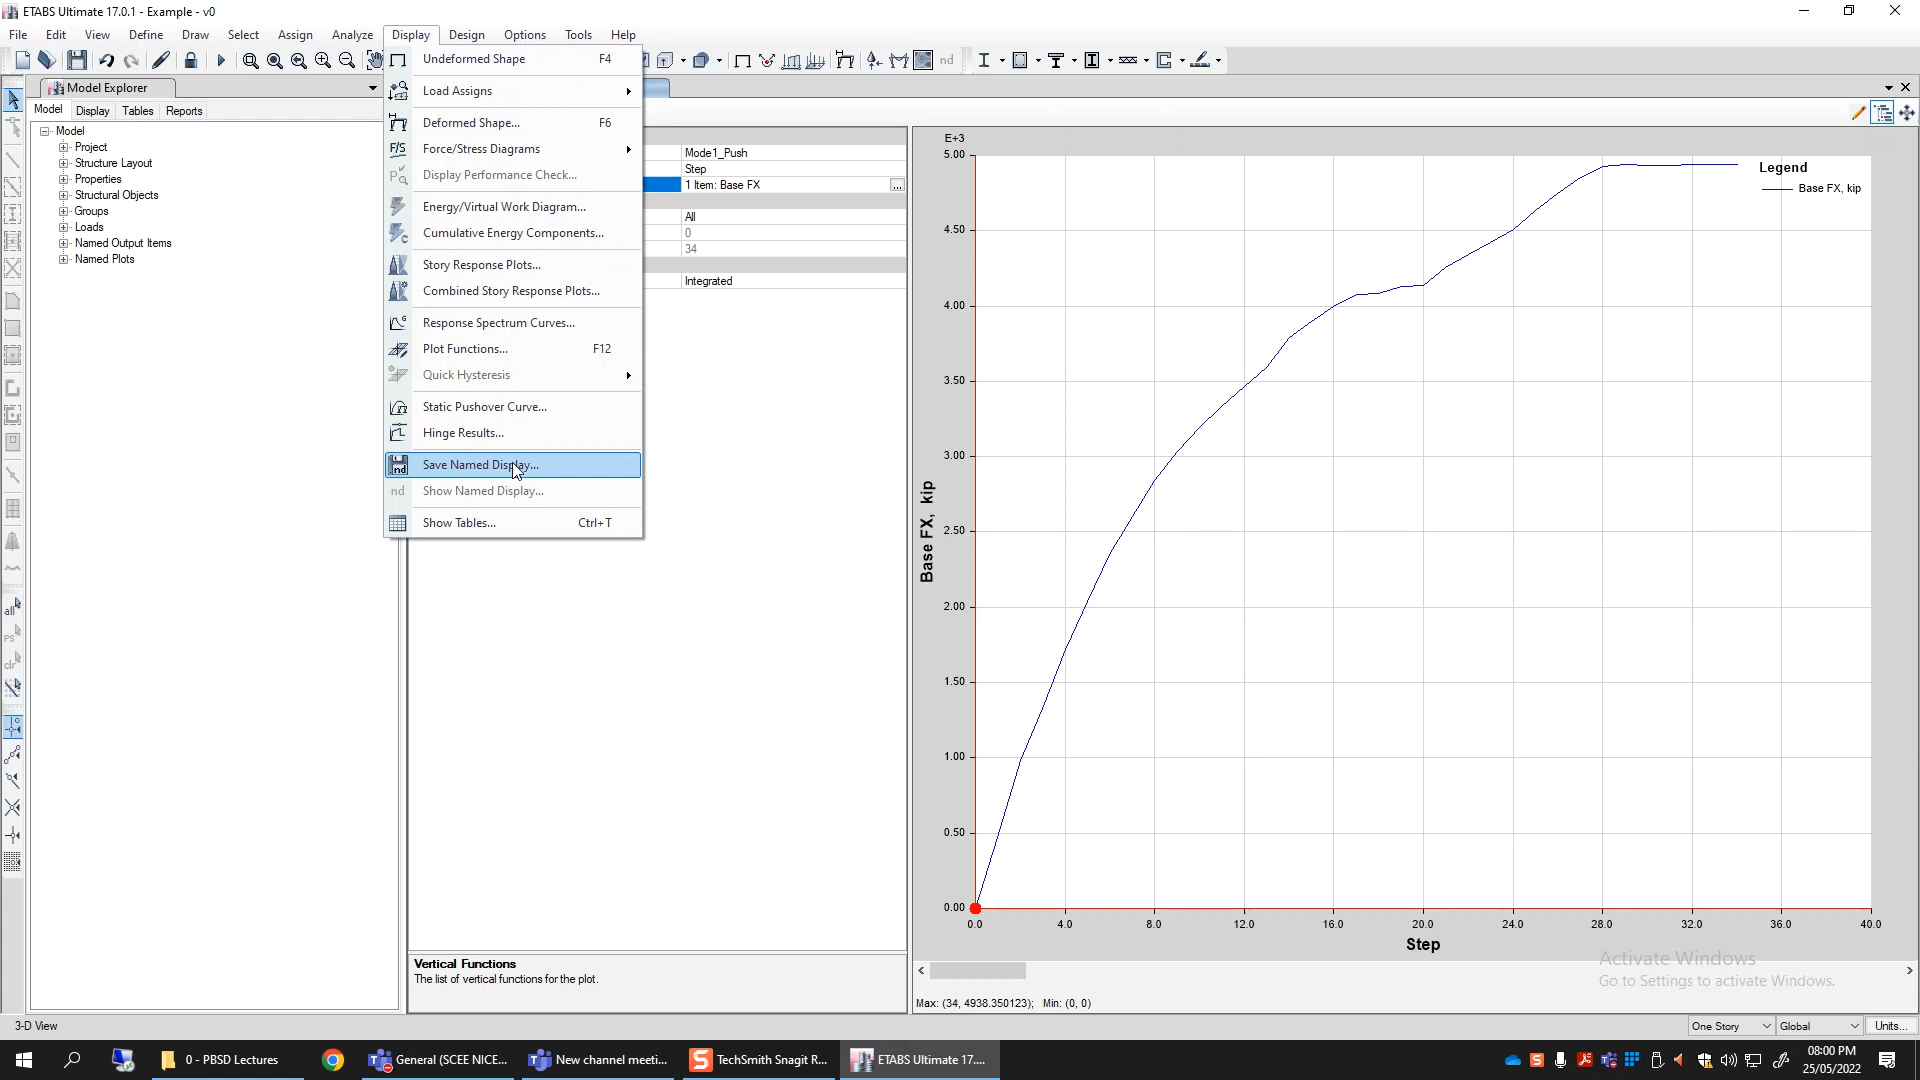 ETABS Ultimate 17.0.1 - Example - v0
File Edit View Define Draw Select Assign Analyze Display Design Options Tools Help
nd
Model Explorer
Model Display Tables Reports
Model
Project
Structure Layout
Properties
Structural Objects
Groups
Loads
Named Output Items
Named Plots
all
ps
clr
Undeformed Shape F4
Load Assigns
Deformed Shape... F6
Force/Stress Diagrams
Display Performance Check...
Energy/Virtual Work Diagram...
Cumulative Energy Components...
Story Response Plots...
Combined Story Response Plots...
Response Spectrum Curves...
Plot Functions... F12
Quick Hysteresis
Static Pushover Curve...
Hinge Results...
nd Save Named Display...
nd Show Named Display...
Show Tables... Ctrl+T
Mode1_Push
Step
1 Item: Base FX ...
All
0
34
Integrated
Vertical Functions
The list of vertical functions for the plot.
E+3
5.00
4.50
4.00
3.50
3.00
2.50
2.00
1.50
1.00
0.50
0.00
Base FX, kip
0.0 4.0 8.0 12.0 16.0 20.0 24.0 28.0 32.0 36.0 40.0
Step
Legend
Base FX, kip
Activate Windows
Go to Settings to activate Windows.
Max: (34, 4938.350123); Min: (0, 0)
3-D View
One Story Global Units...
0 - PBSD Lectures
General (SCEE NICE...
New channel meeti...
TechSmith Snagit R...
ETABS Ultimate 17....
08:00 PM
25/05/2022